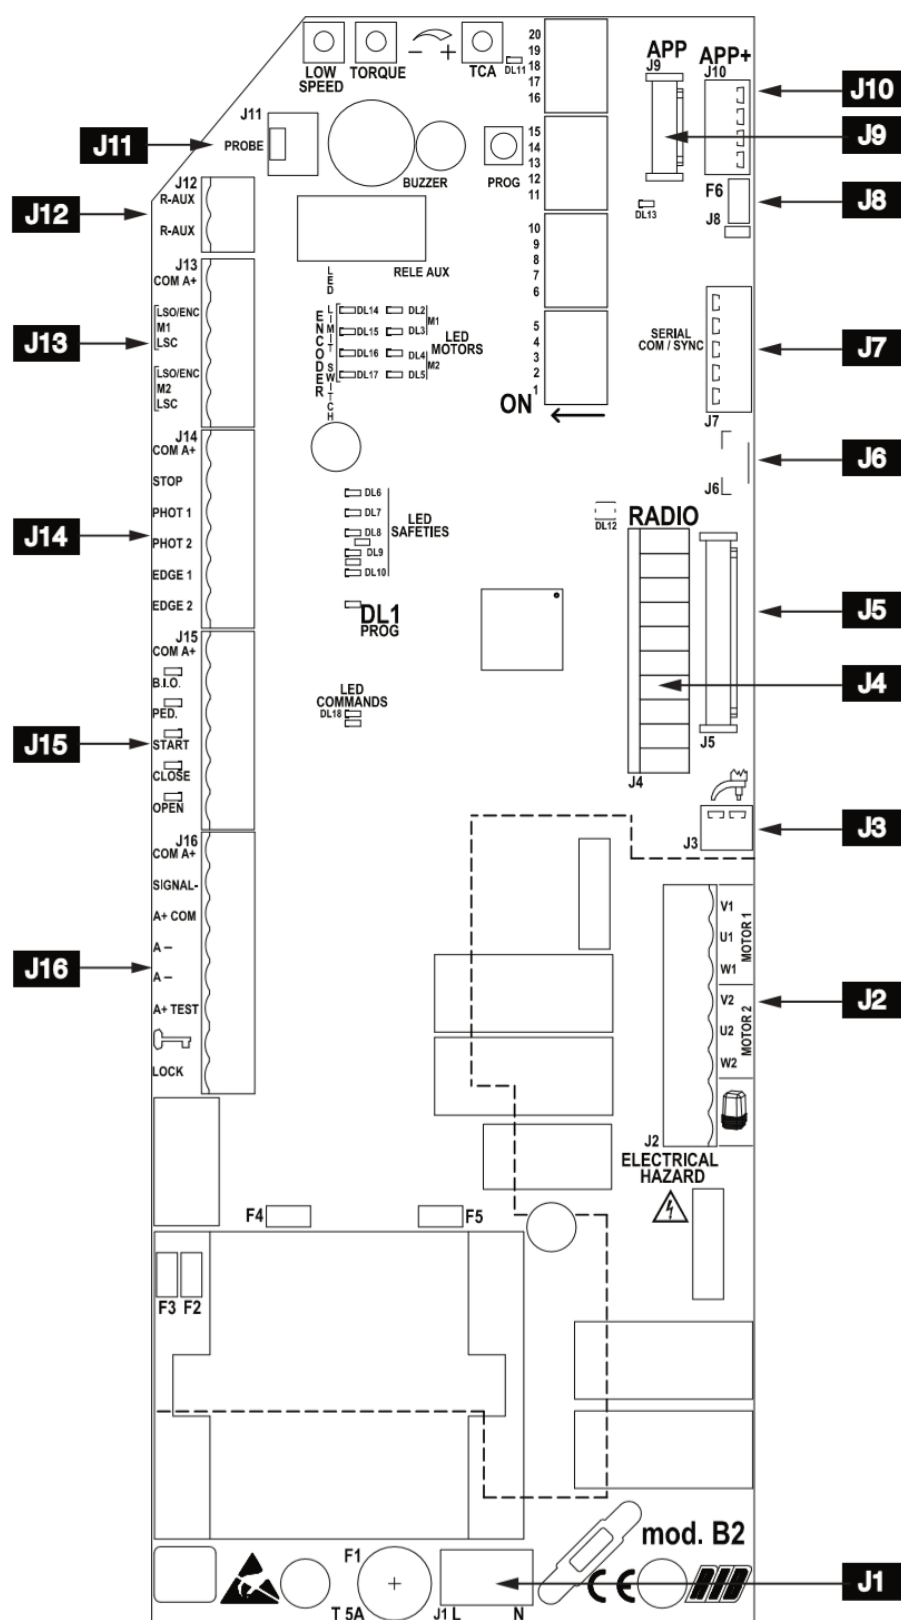 20
19
18
17
16
LOW SPEED
TORQUE
− +
TCA
DL11
APP
J9
APP+
J10
J10
J9
J11
J11
PROBE
BUZZER
PROG
15
14
13
12
11
F6
J8
J8
DL13
J12
J12
R-AUX
R-AUX
RELE AUX
10
9
8
7
6
J13
J13
COM A+
LSO/ENC
M1
LSC
LSO/ENC
M2
LSC
LED LIMIT SWITCH
ENCODER
DL14
DL15
DL16
DL17
DL2
DL3
DL4
DL5
M1
M2
LED
MOTORS
5
4
3
2
1
ON
SERIAL
COM / SYNC
J7
J7
J6
J6
J14
J14
COM A+
STOP
PHOT 1
PHOT 2
EDGE 1
EDGE 2
DL6
DL7
DL8
DL9
DL10
LED
SAFETIES
DL1
PROG
DL12
RADIO
J5
J5
J4
J4
J15
J15
COM A+
B.I.O.
PED.
START
CLOSE
OPEN
LED
COMMANDS
DL18
J3
J3
J16
J16
COM A+
SIGNAL-
A+ COM
A −
A −
A+ TEST
LOCK
V1
U1
W1
MOTOR 1
V2
U2
W2
MOTOR 2
J2
J2
ELECTRICAL
HAZARD
F4
F5
F3 F2
mod. B2
F1
T 5A
J1 L
N
CE
RIB
J1